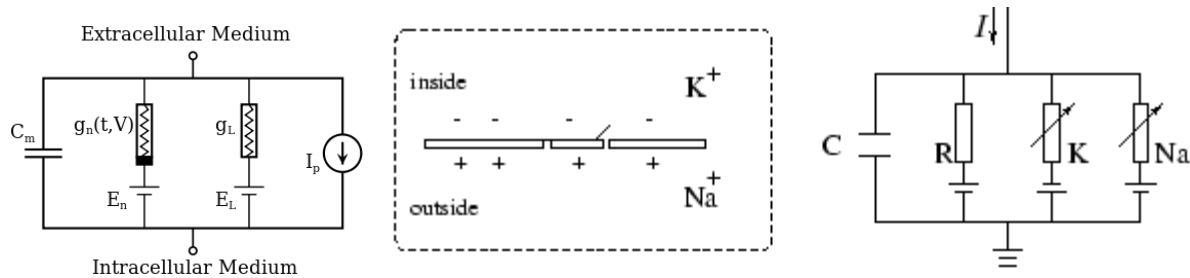 Extracellular Medium
C_m
g_n(t,V)
g_L
I_p
E_n
E_L
Intracellular Medium
inside
K⁺
- - - -
+ + + +
Na⁺
outside
I
C
R
K
Na